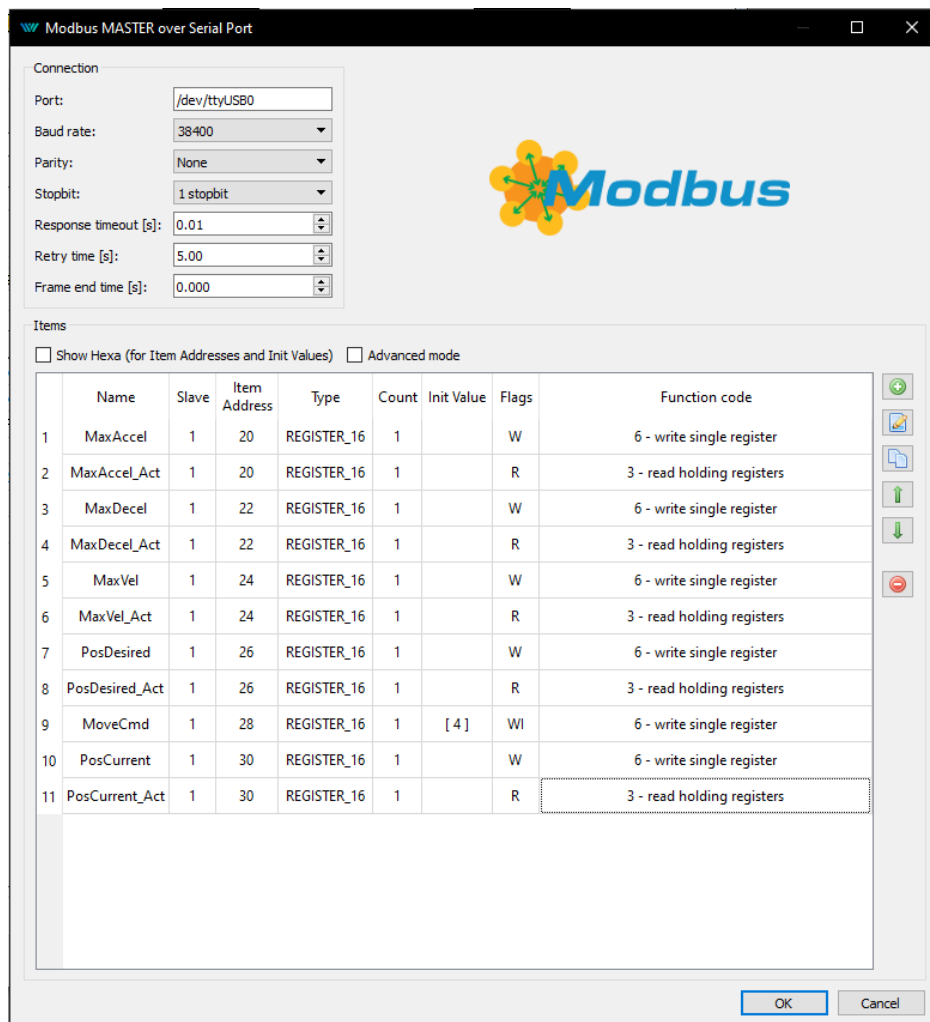 Modbus MASTER over Serial Port
Connection
Port: /dev/ttyUSB0
Baud rate: 38400
Parity: None
Stopbit: 1 stopbit
Response timeout [s]: 0.01
Retry time [s]: 5.00
Frame end time [s]: 0.000
Modbus
Items
Show Hexa (for Item Addresses and Init Values) Advanced mode
Name Slave Item Address Type Count Init Value Flags Function code
1 MaxAccel 1 20 REGISTER_16 1 W 6 - write single register
2 MaxAccel_Act 1 20 REGISTER_16 1 R 3 - read holding registers
3 MaxDecel 1 22 REGISTER_16 1 W 6 - write single register
4 MaxDecel_Act 1 22 REGISTER_16 1 R 3 - read holding registers
5 MaxVel 1 24 REGISTER_16 1 W 6 - write single register
6 MaxVel_Act 1 24 REGISTER_16 1 R 3 - read holding registers
7 PosDesired 1 26 REGISTER_16 1 W 6 - write single register
8 PosDesired_Act 1 26 REGISTER_16 1 R 3 - read holding registers
9 MoveCmd 1 28 REGISTER_16 1 [ 4 ] WI 6 - write single register
10 PosCurrent 1 30 REGISTER_16 1 W 6 - write single register
11 PosCurrent_Act 1 30 REGISTER_16 1 R 3 - read holding registers
OK Cancel